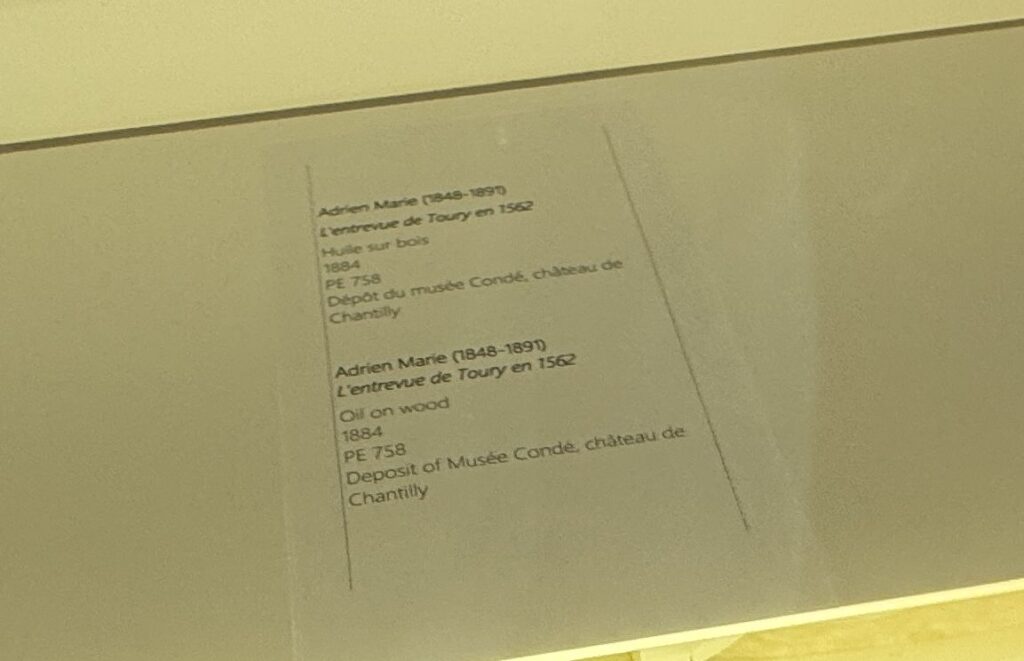 Adrien Marie (1848-1891)
L'entrevue de Toury en 1562
Huile sur bois
1884
PE 758
Dépôt du musée Condé, château de
Chantilly
Adrien Marie (1848-1891)
L'entrevue de Toury en 1562
Oil on wood
1884
PE 758
Deposit of Musée Condé, château de
Chantilly